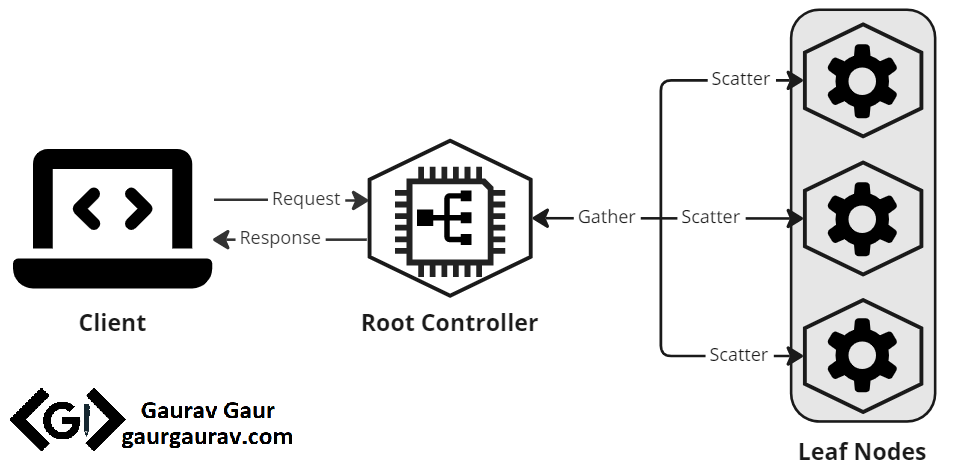 Scatter
Request
Gather
Scatter
Response
Client
Root Controller
Scatter
GI
Gaurav Gaur
gaurgaurav.com
Leaf Nodes